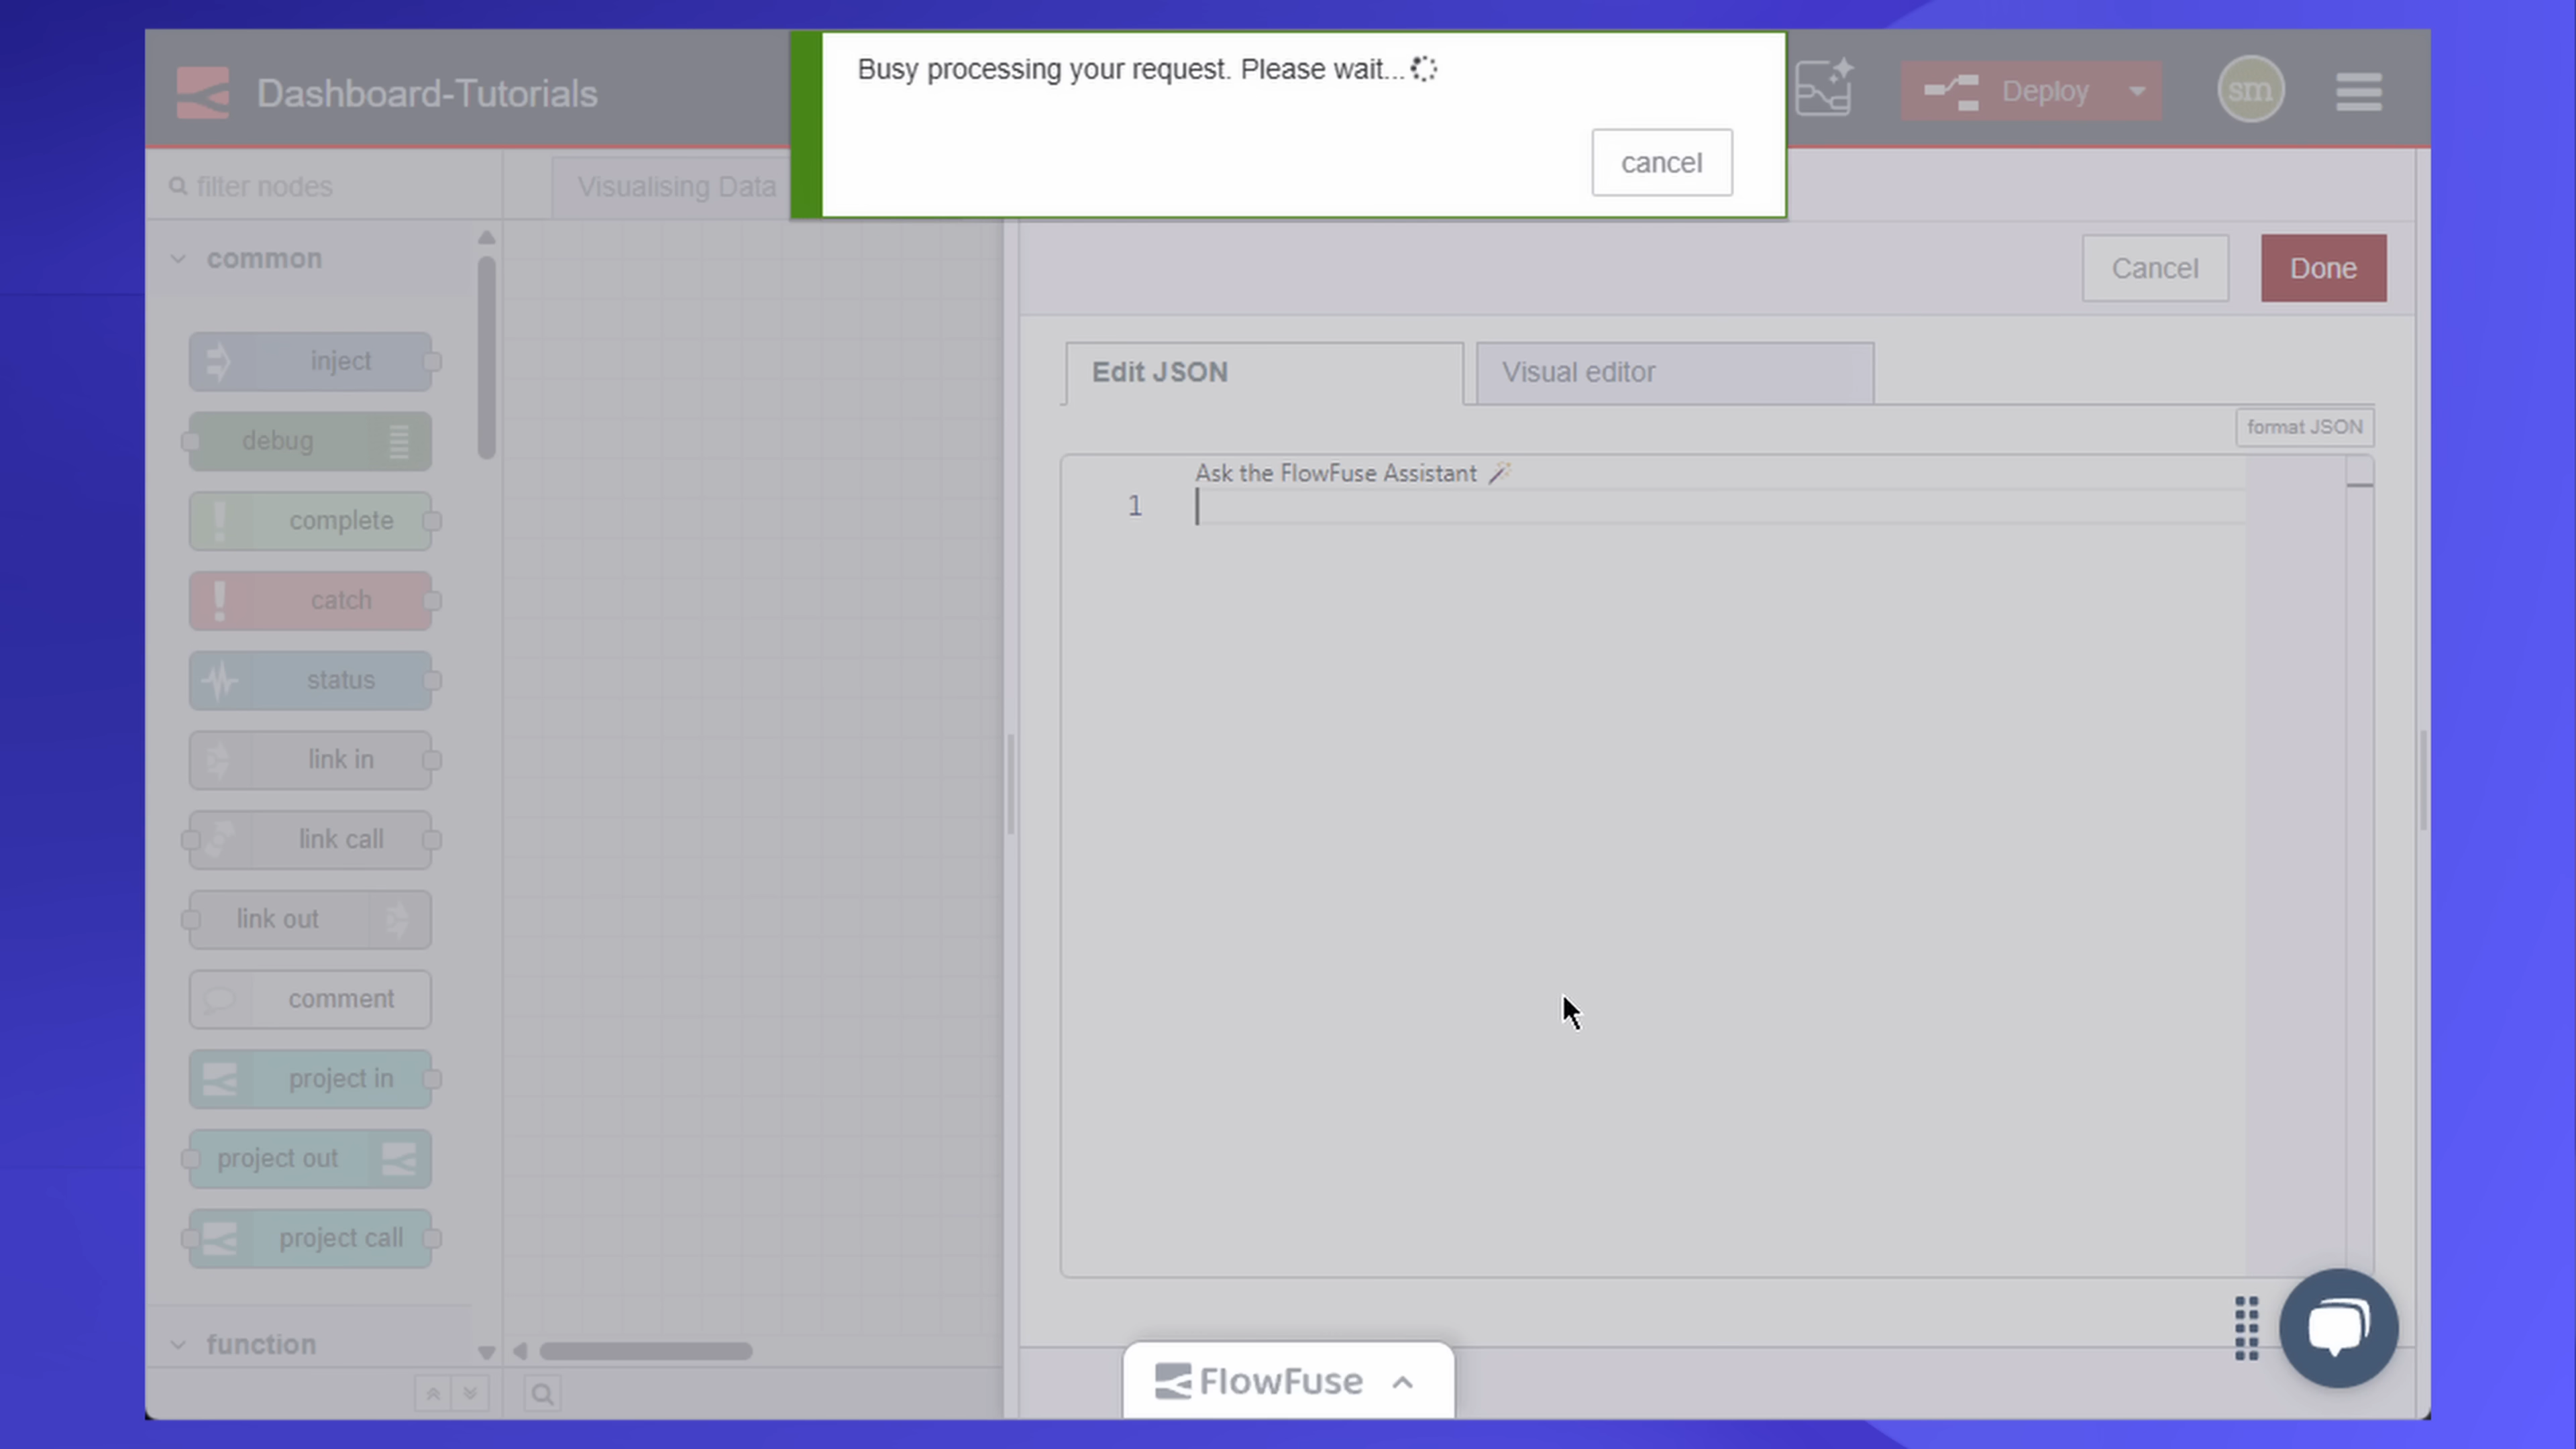 Dashboard-Tutorials
Busy processing your request. Please wait...
cancel
Deploy
sm
filter nodes
Visualising Data
common
inject
debug
complete
catch
status
link in
link call
link out
comment
project in
project out
project call
function
Cancel
Done
Edit JSON
Visual editor
format JSON
Ask the FlowFuse Assistant
1
FlowFuse